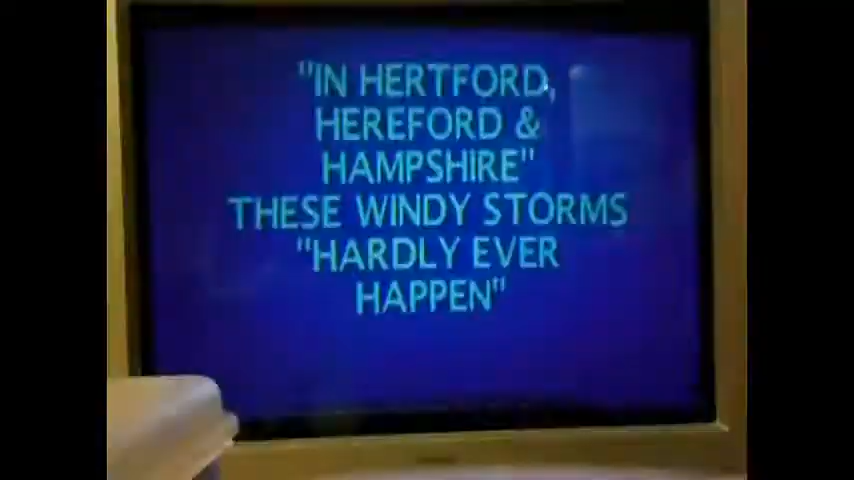 "IN HERTFORD,
HEREFORD &
HAMPSHIRE"
THESE WINDY STORMS
"HARDLY EVER
HAPPEN"